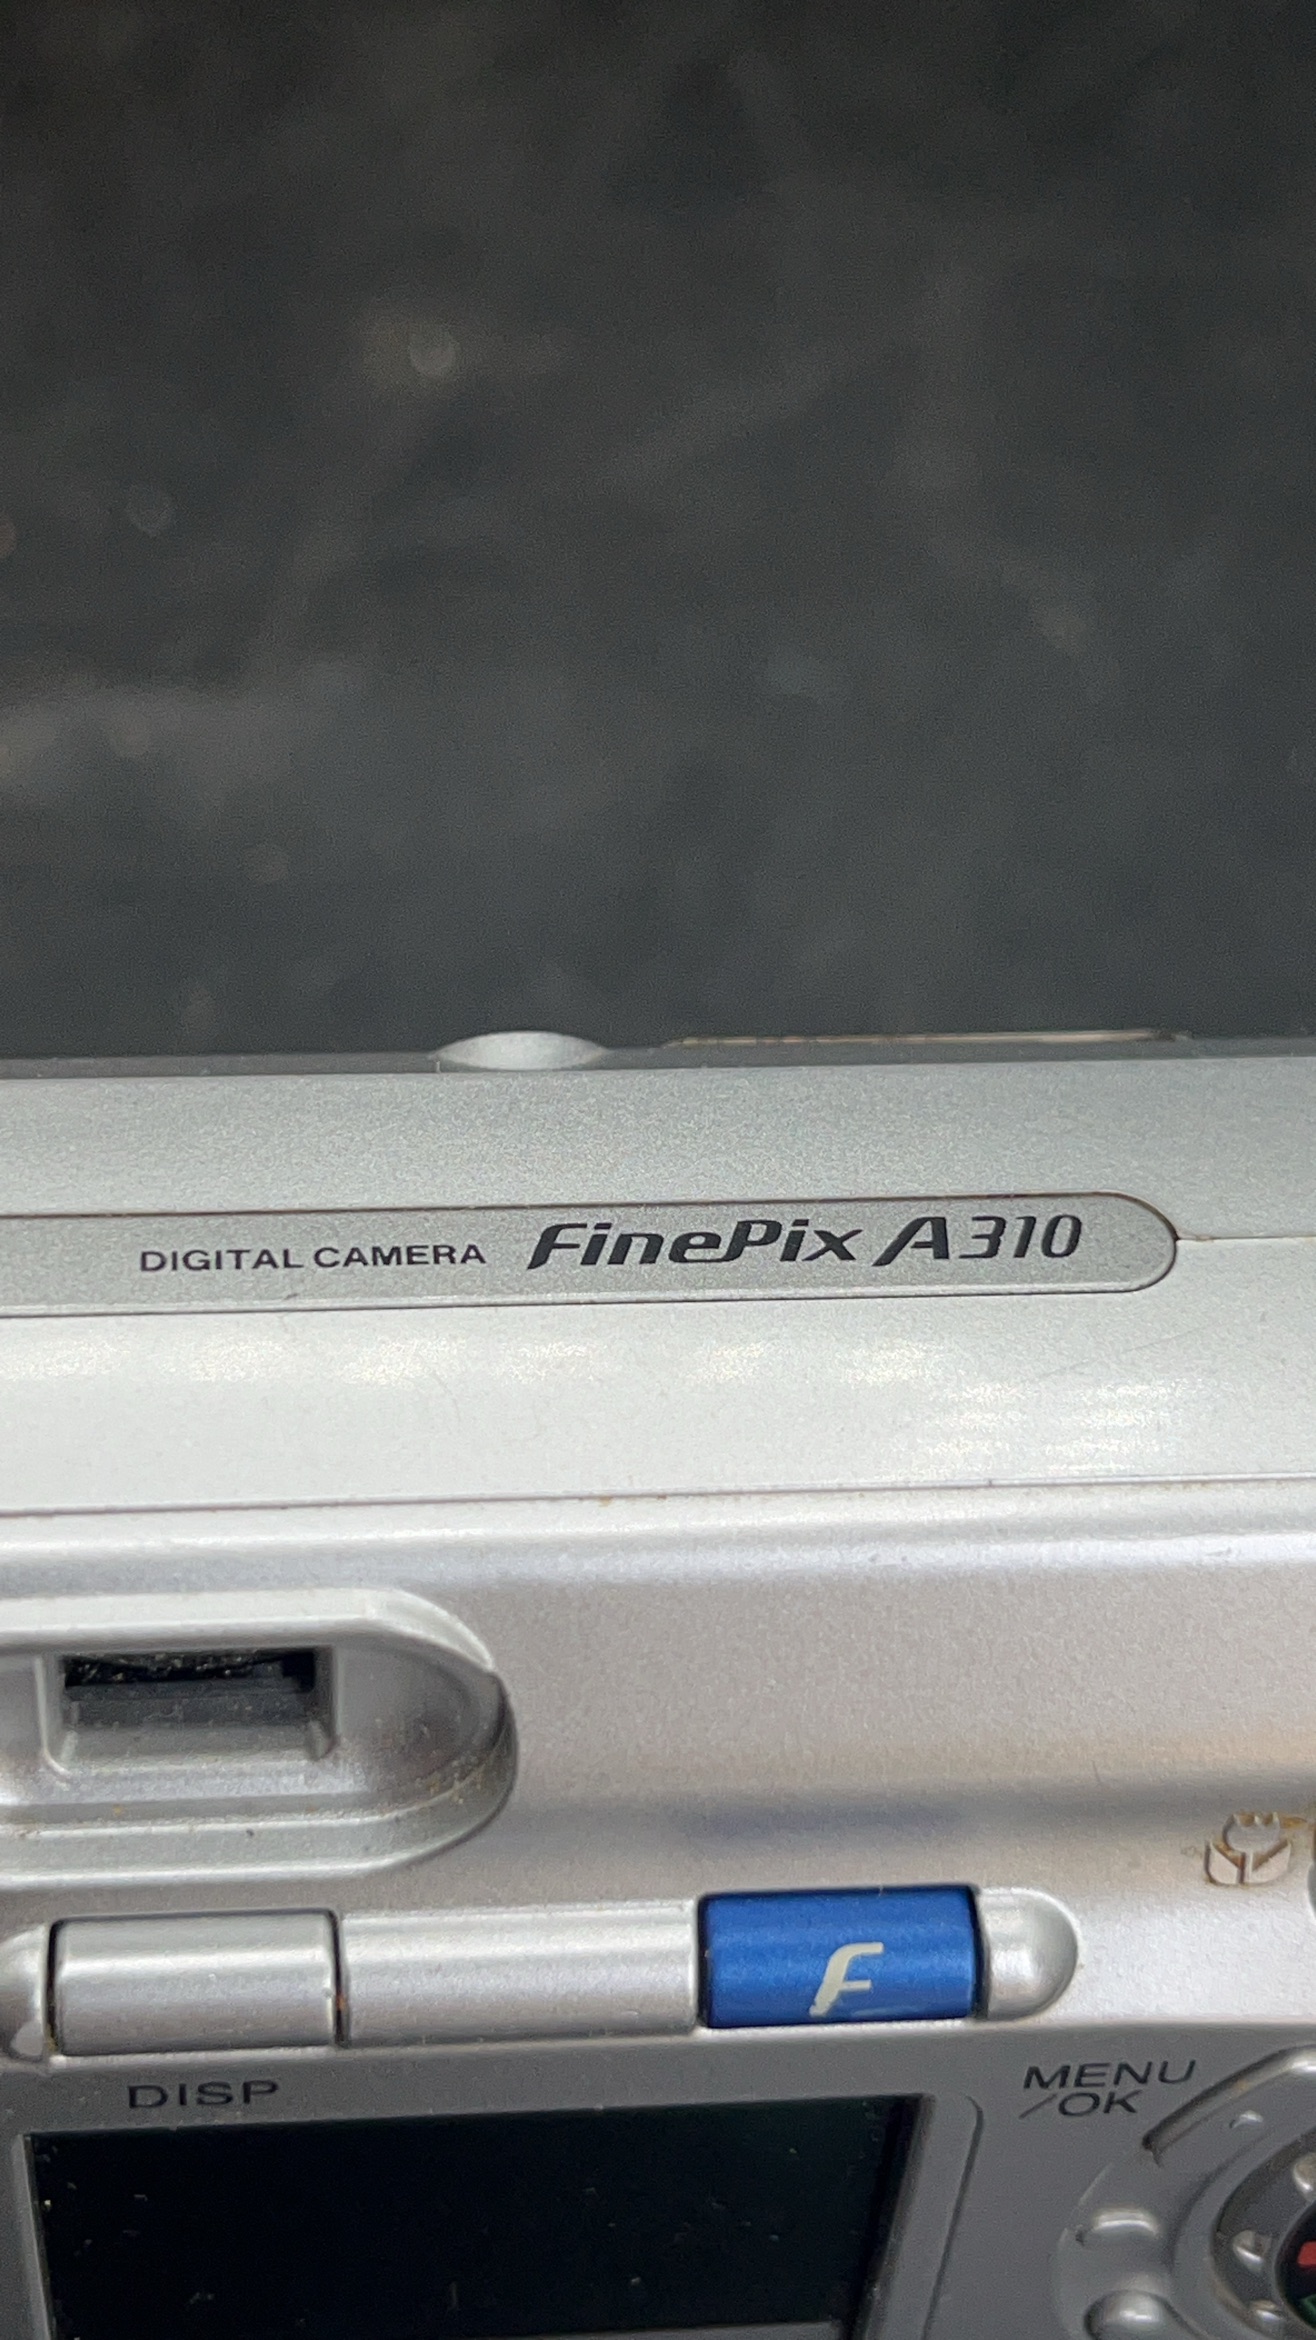 DIGITAL CAMERA FinePix A310
F
DISP
MENU
/OK